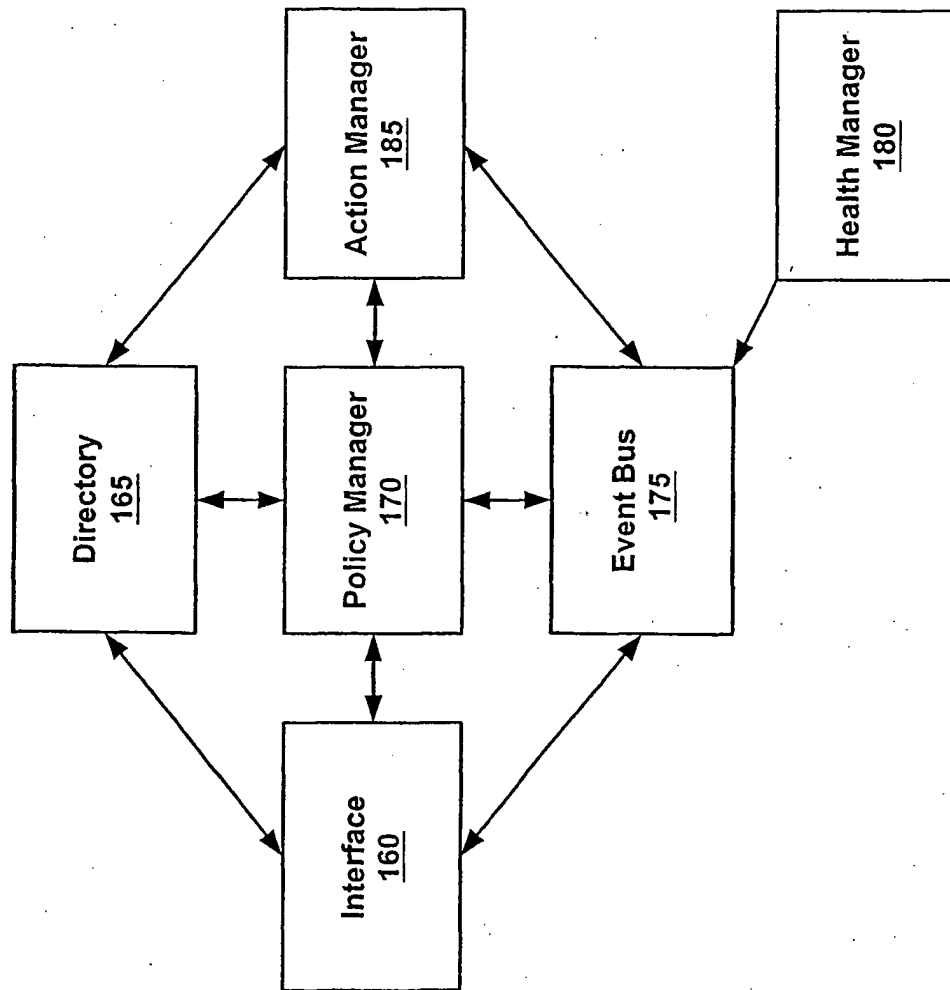 Directory
165
Interface
160
Policy Manager
170
Action Manager
185
Event Bus
175
Health Manager
180